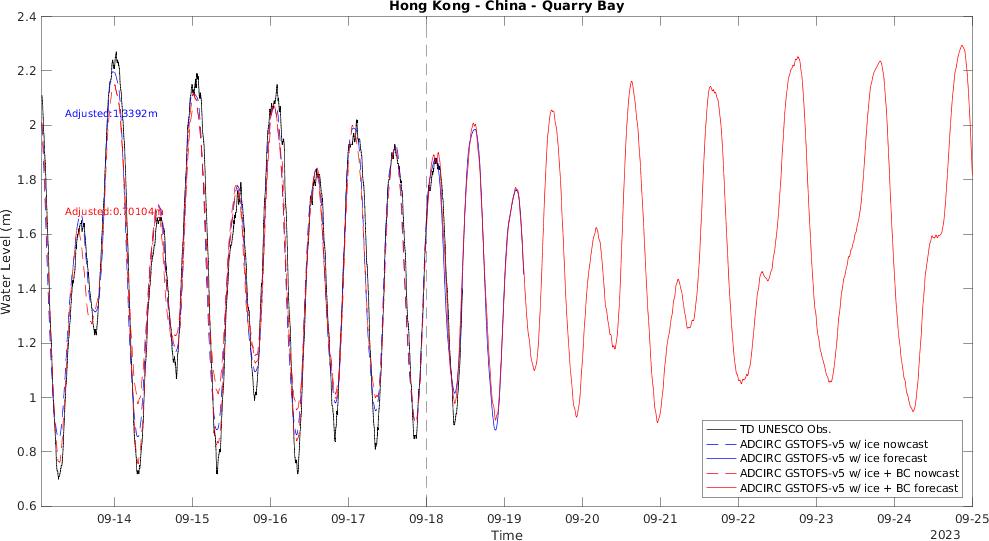 Hong Kong - China - Quarry Bay
Water Level (m)
2.4
2.2
2
1.8
1.6
1.4
1.2
1
0.8
0.6
Adjusted:1.3392m
Adjusted:0.70104m
TD UNESCO Obs.
ADCIRC GSTOFS-v5 w/ ice nowcast
ADCIRC GSTOFS-v5 w/ ice forecast
ADCIRC GSTOFS-v5 w/ ice + BC nowcast
ADCIRC GSTOFS-v5 w/ ice + BC forecast
09-14 09-15 09-16 09-17 09-18 09-19 09-20 09-21 09-22 09-23 09-24 09-25
Time
2023